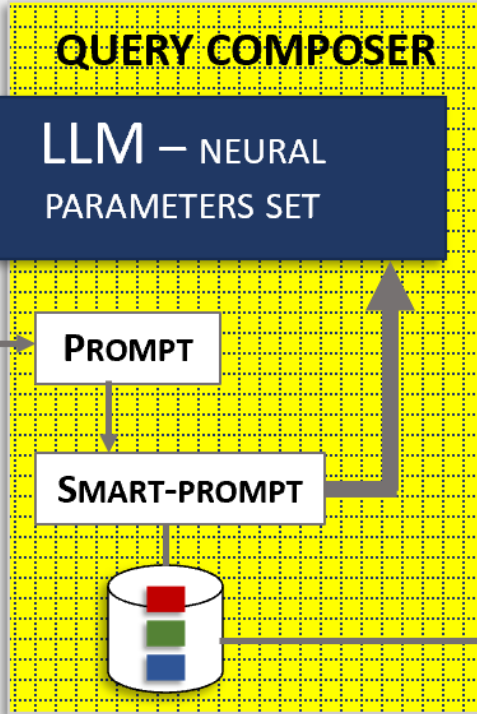 QUERY COMPOSER
LLM – NEURAL
PARAMETERS SET
PROMPT
SMART-PROMPT